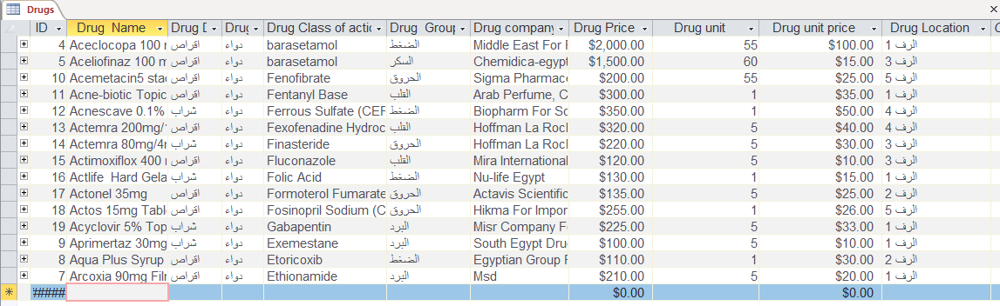 Drugs
ID Drug Name Drug D Drug Drug Class of actic Drug Group Drug company Drug Price Drug unit Drug unit price Drug Location
4 Aceclocopa 100 r اقراص دواء barasetamol الضغط Middle East For F $2,000.00 55 $100.00 الرف 1
5 Aceliofinaz 100 m اقراص دواء barasetamol السكر Chemidica-egypt $1,500.00 60 $15.00 الرف 3
10 Acemetacin5 stac اقراص دواء Fenofibrate الحروق Sigma Pharmace $200.00 55 $25.00 الرف 5
11 Acne-biotic Topic اقراص دواء Fentanyl Base القلب Arab Perfume, C $300.00 1 $35.00 الرف 1
12 Acnescave 0.1% شراب دواء Ferrous Sulfate (CEF الضغط Biopharm For Sc $350.00 1 $50.00 الرف 4
13 Actemra 200mg/ اقراص دواء Fexofenadine Hydroc القلب Hoffman La Rocl $320.00 5 $40.00 الرف 4
14 Actemra 80mg/4 شراب دواء Finasteride الحروق Hoffman La Rocl $220.00 5 $30.00 الرف 3
15 Actimoxiflox 400 اقراص دواء Fluconazole القلب Mira International $120.00 5 $10.00 الرف 3
16 Actlife Hard Gela شراب دواء Folic Acid الضغط Nu-life Egypt $130.00 1 $15.00 الرف 1
17 Actonel 35mg اقراص دواء Formoterol Fumarate الحروق Actavis Scientific $135.00 5 $25.00 الرف 2
18 Actos 15mg Tabl اقراص دواء Fosinopril Sodium (C الحروق Hikma For Impor $255.00 1 $26.00 الرف 5
19 Acyclovir 5% Top شراب دواء Gabapentin البرد Misr Company F $225.00 5 $33.00 الرف 1
9 Aprimertaz 30mg شراب دواء Exemestane البرد South Egypt Dru $100.00 5 $10.00 الرف 1
8 Aqua Plus Syrup اقراص دواء Etoricoxib الضغط Egyptian Group F $110.00 1 $30.00 الرف 2
7 Arcoxia 90mg Filr اقراص دواء Ethionamide البرد Msd $210.00 5 $20.00 الرف 1
##### $0.00 $0.00